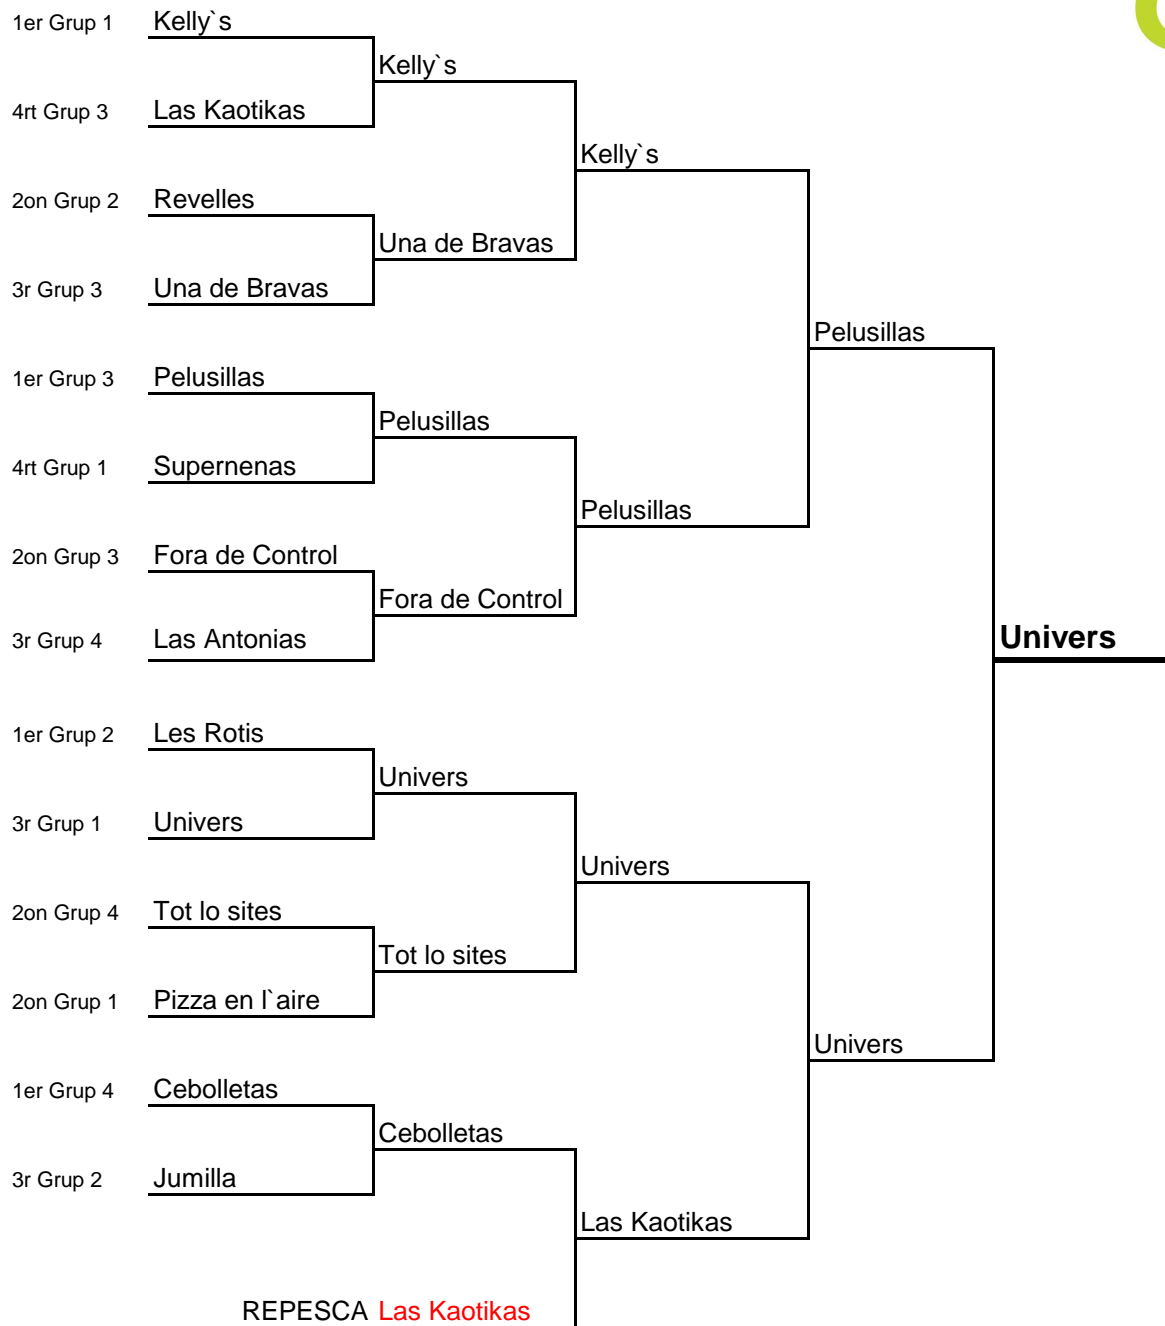 1er Grup 1 Kelly`s
Kelly`s
4rt Grup 3 Las Kaotikas
Kelly`s
2on Grup 2 Revelles
Una de Bravas
3r Grup 3 Una de Bravas
Pelusillas
1er Grup 3 Pelusillas
Pelusillas
4rt Grup 1 Supernenas
Pelusillas
2on Grup 3 Fora de Control
Fora de Control
3r Grup 4 Las Antonias
Univers
1er Grup 2 Les Rotis
Univers
3r Grup 1 Univers
Univers
2on Grup 4 Tot lo sites
Tot lo sites
2on Grup 1 Pizza en l`aire
Univers
1er Grup 4 Cebolletas
Cebolletas
3r Grup 2 Jumilla
Las Kaotikas
REPESCA Las Kaotikas